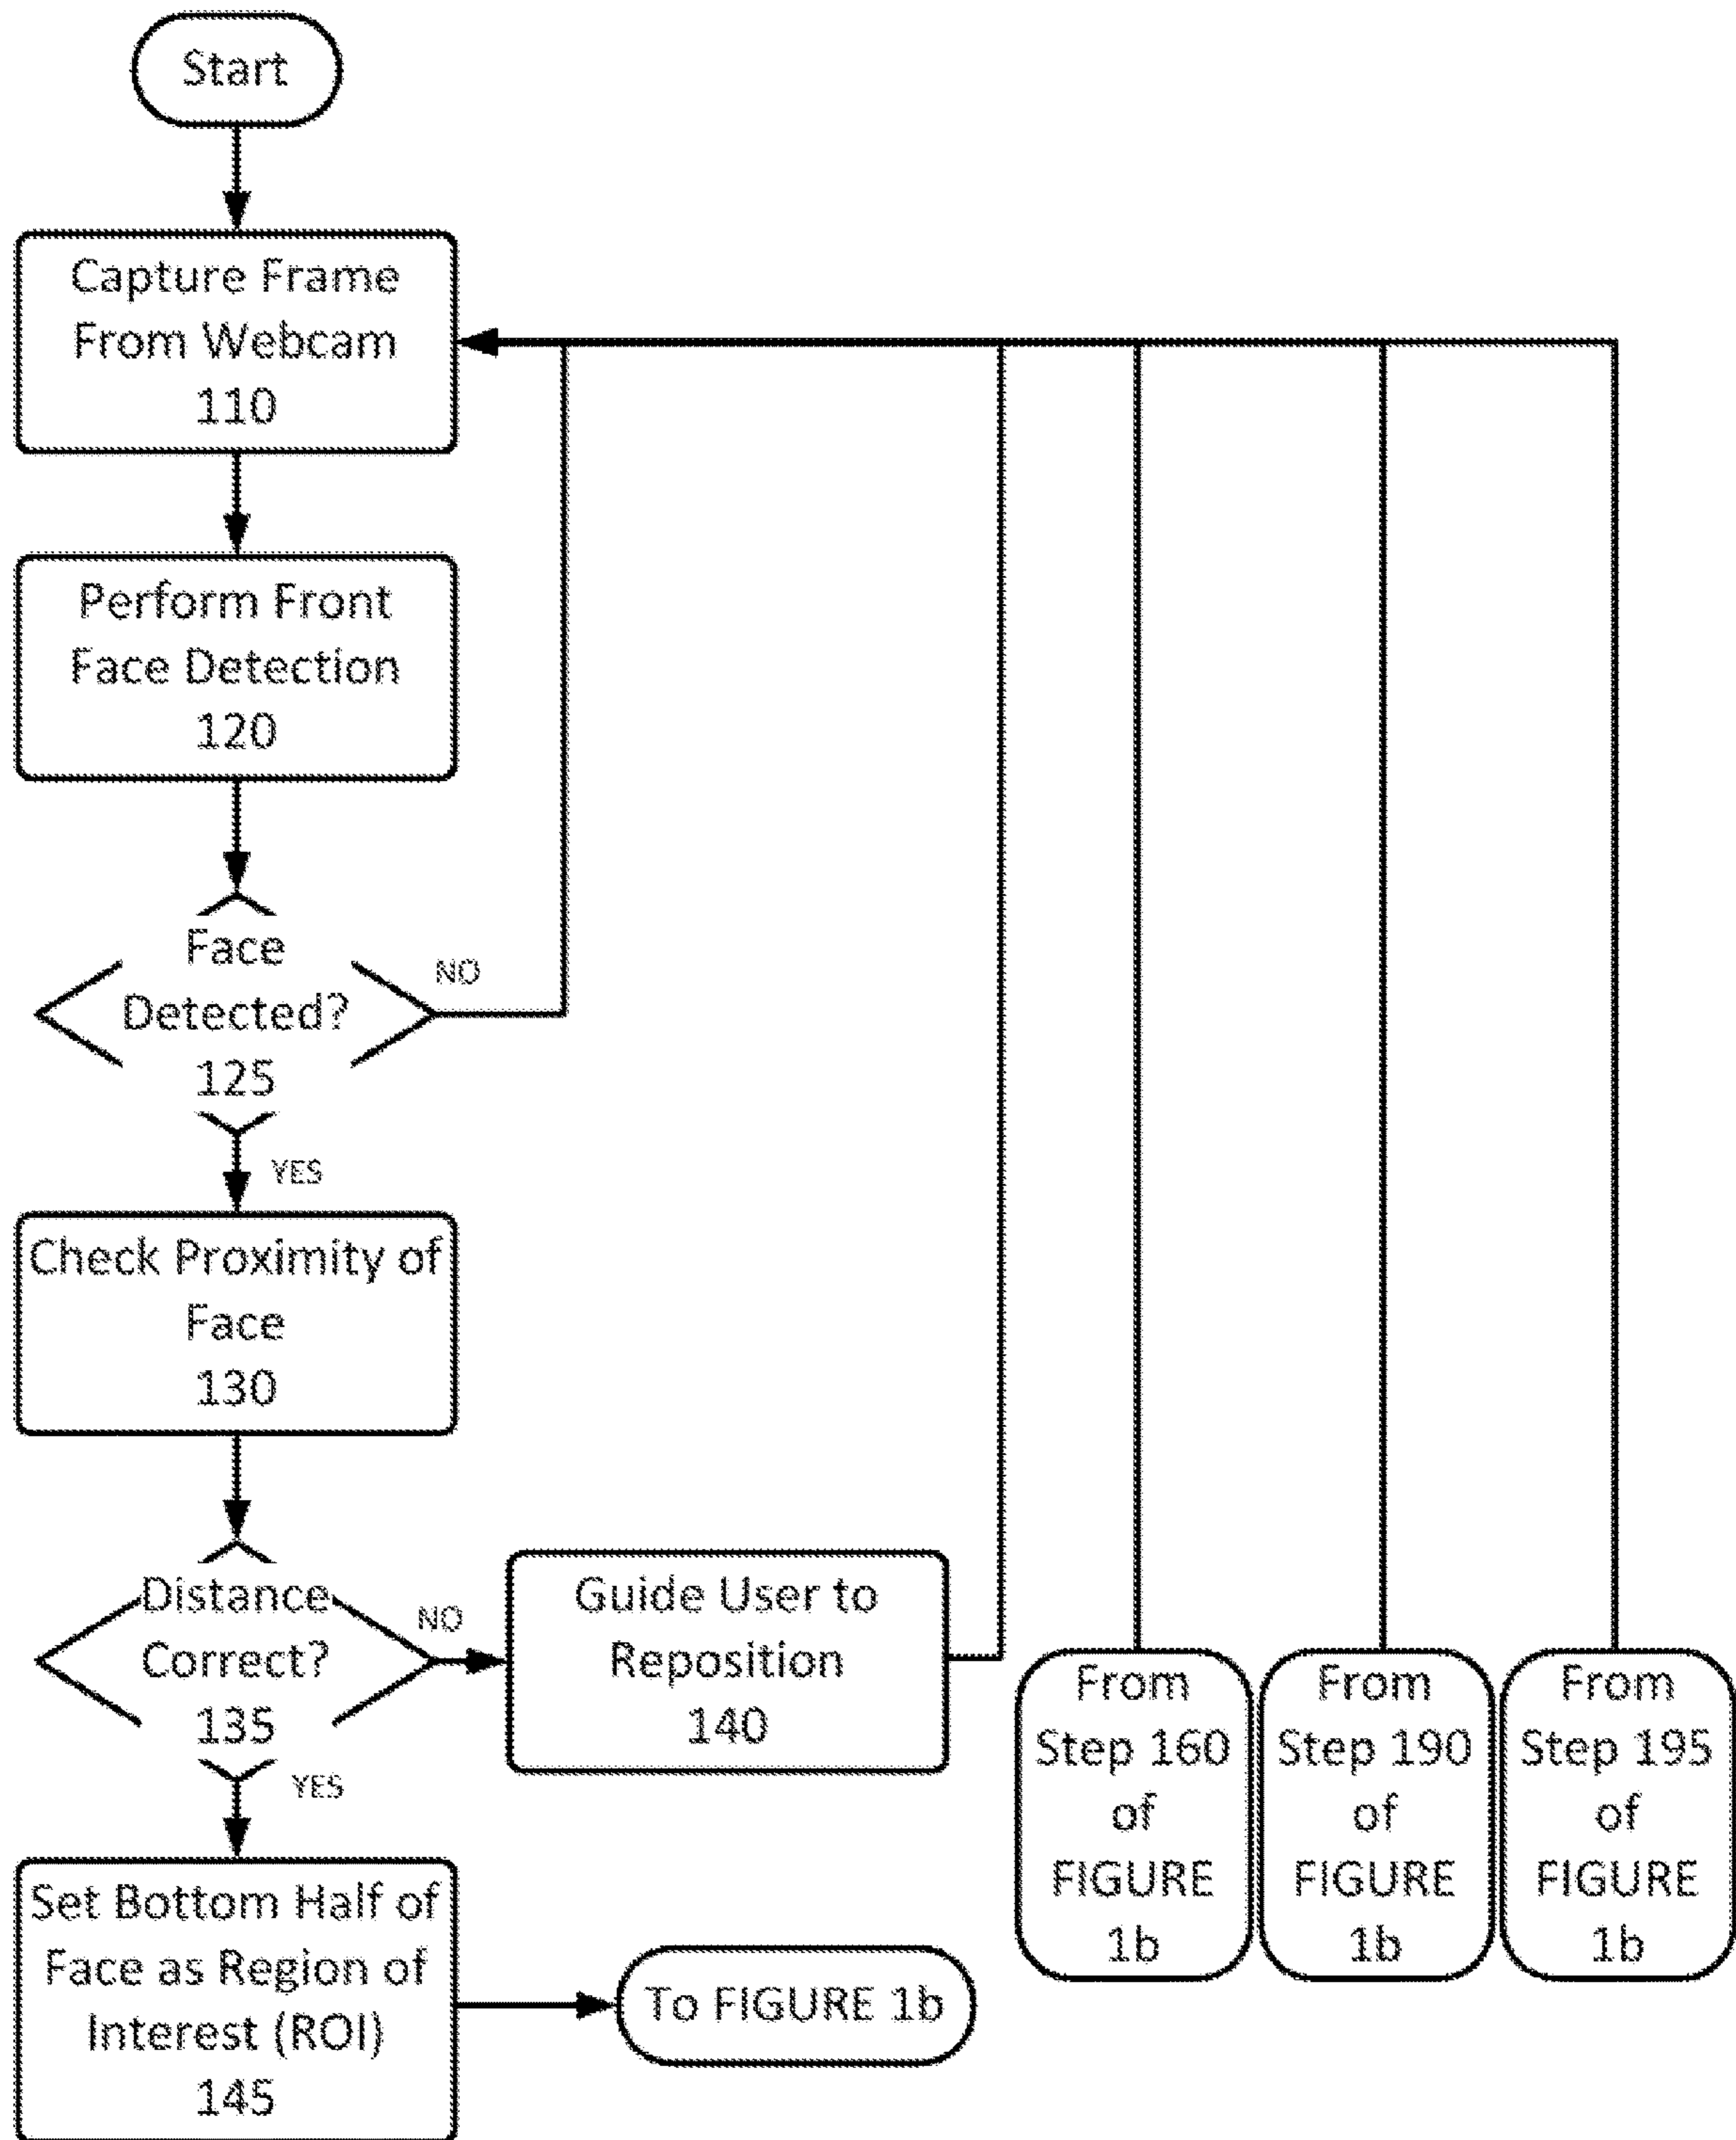 Start
Capture Frame
From Webcam
110
Perform Front
Face Detection
120
Face
Detected?
125
NO
YES
Check Proximity of
Face
130
Distance
Correct?
135
NO
YES
Guide User to
Reposition
140
Set Bottom Half of
Face as Region of
Interest (ROI)
145
To FIGURE 1b
From
Step 160
of
FIGURE
1b
From
Step 190
of
FIGURE
1b
From
Step 195
of
FIGURE
1b